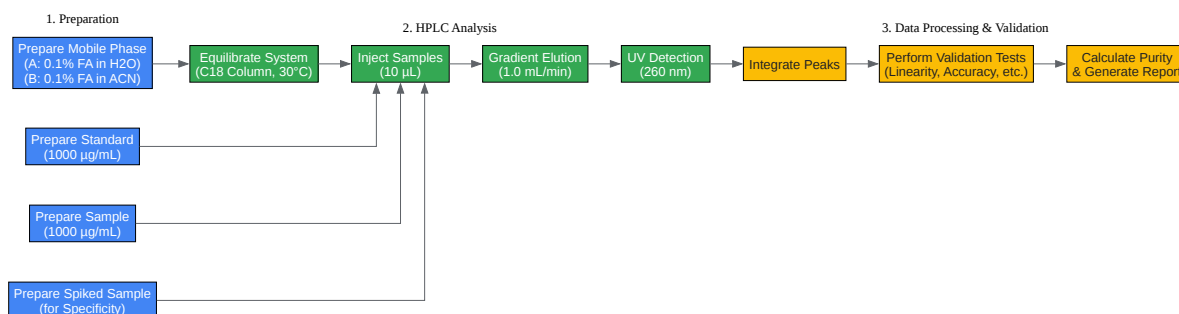 1. Preparation
2. HPLC Analysis
3. Data Processing & Validation
Prepare Mobile Phase
(A: 0.1% FA in H2O)
(B: 0.1% FA in ACN)
Equilibrate System
(C18 Column, 30°C)
Inject Samples
(10 µL)
Gradient Elution
(1.0 mL/min)
UV Detection
(260 nm)
Integrate Peaks
Perform Validation Tests
(Linearity, Accuracy, etc.)
Calculate Purity
& Generate Report
Prepare Standard
(1000 µg/mL)
Prepare Sample
(1000 µg/mL)
Prepare Spiked Sample
(for Specificity)